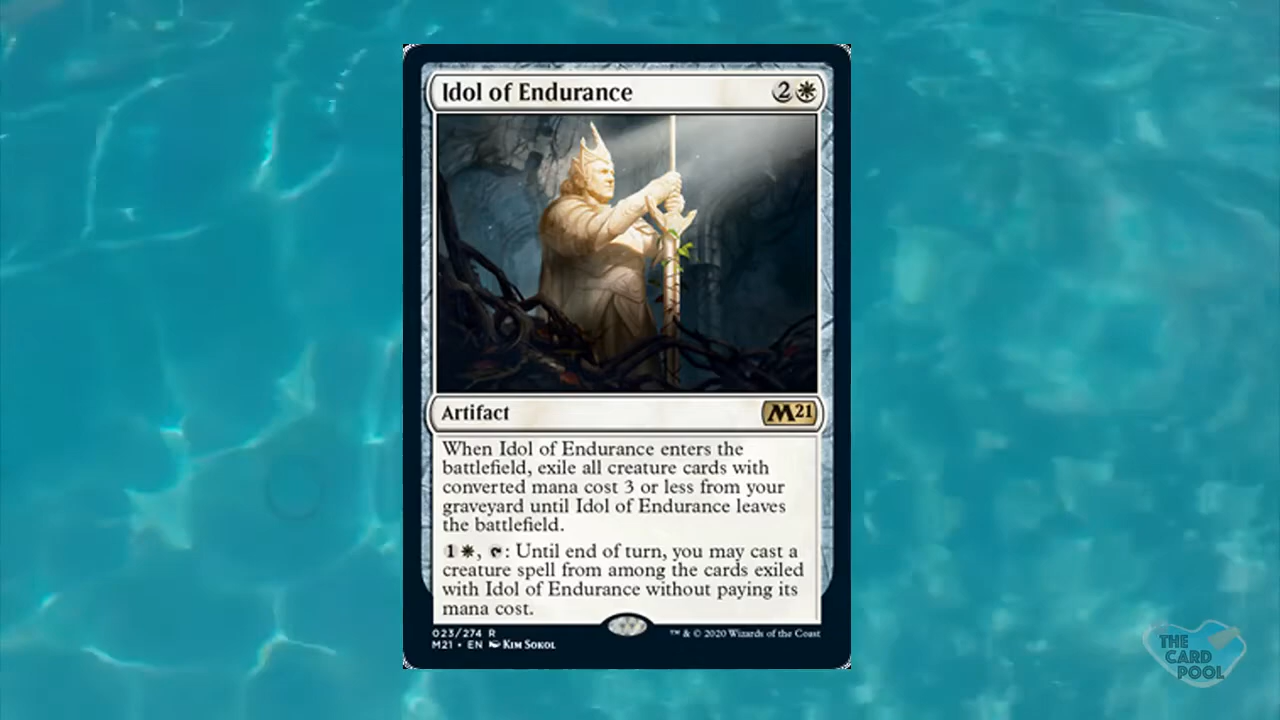 Idol of Endurance 2
Artifact M21
When Idol of Endurance enters the
battlefield, exile all creature cards with
converted mana cost 3 or less from your
graveyard until Idol of Endurance leaves
the battlefield.
1 , : Until end of turn, you may cast a
creature spell from among the cards exiled
with Idol of Endurance without paying its
mana cost.
023/274 R ™ & © 2020 Wizards of the Coast
M21 • EN Kim Sokol
THE
CARD
POOL